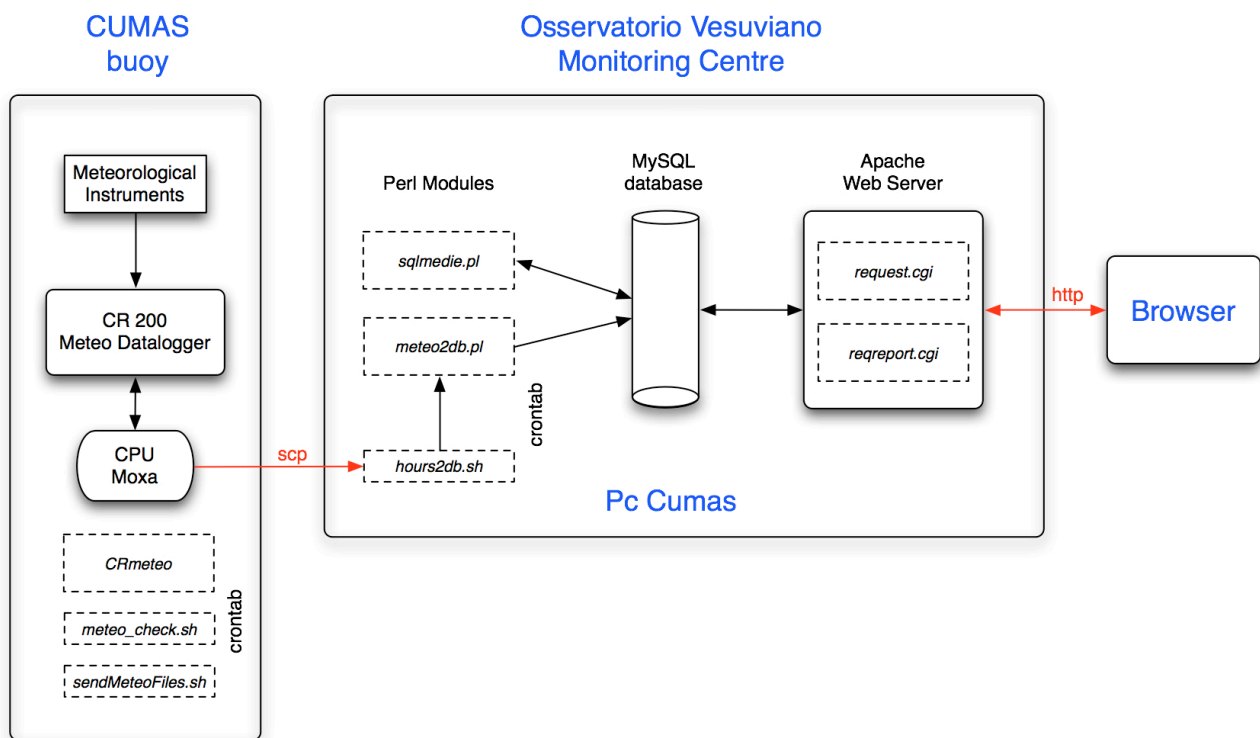 CUMAS
buoy
Meteorological
Instruments
CR 200
Meteo Datalogger
CPU
Moxa
CRmeteo
meteo_check.sh
sendMeteoFiles.sh
crontab
scp
Osservatorio Vesuviano
Monitoring Centre
Perl Modules
sqlmedie.pl
meteo2db.pl
hours2db.sh
crontab
MySQL
database
Apache
Web Server
request.cgi
reqreport.cgi
Pc Cumas
http
Browser